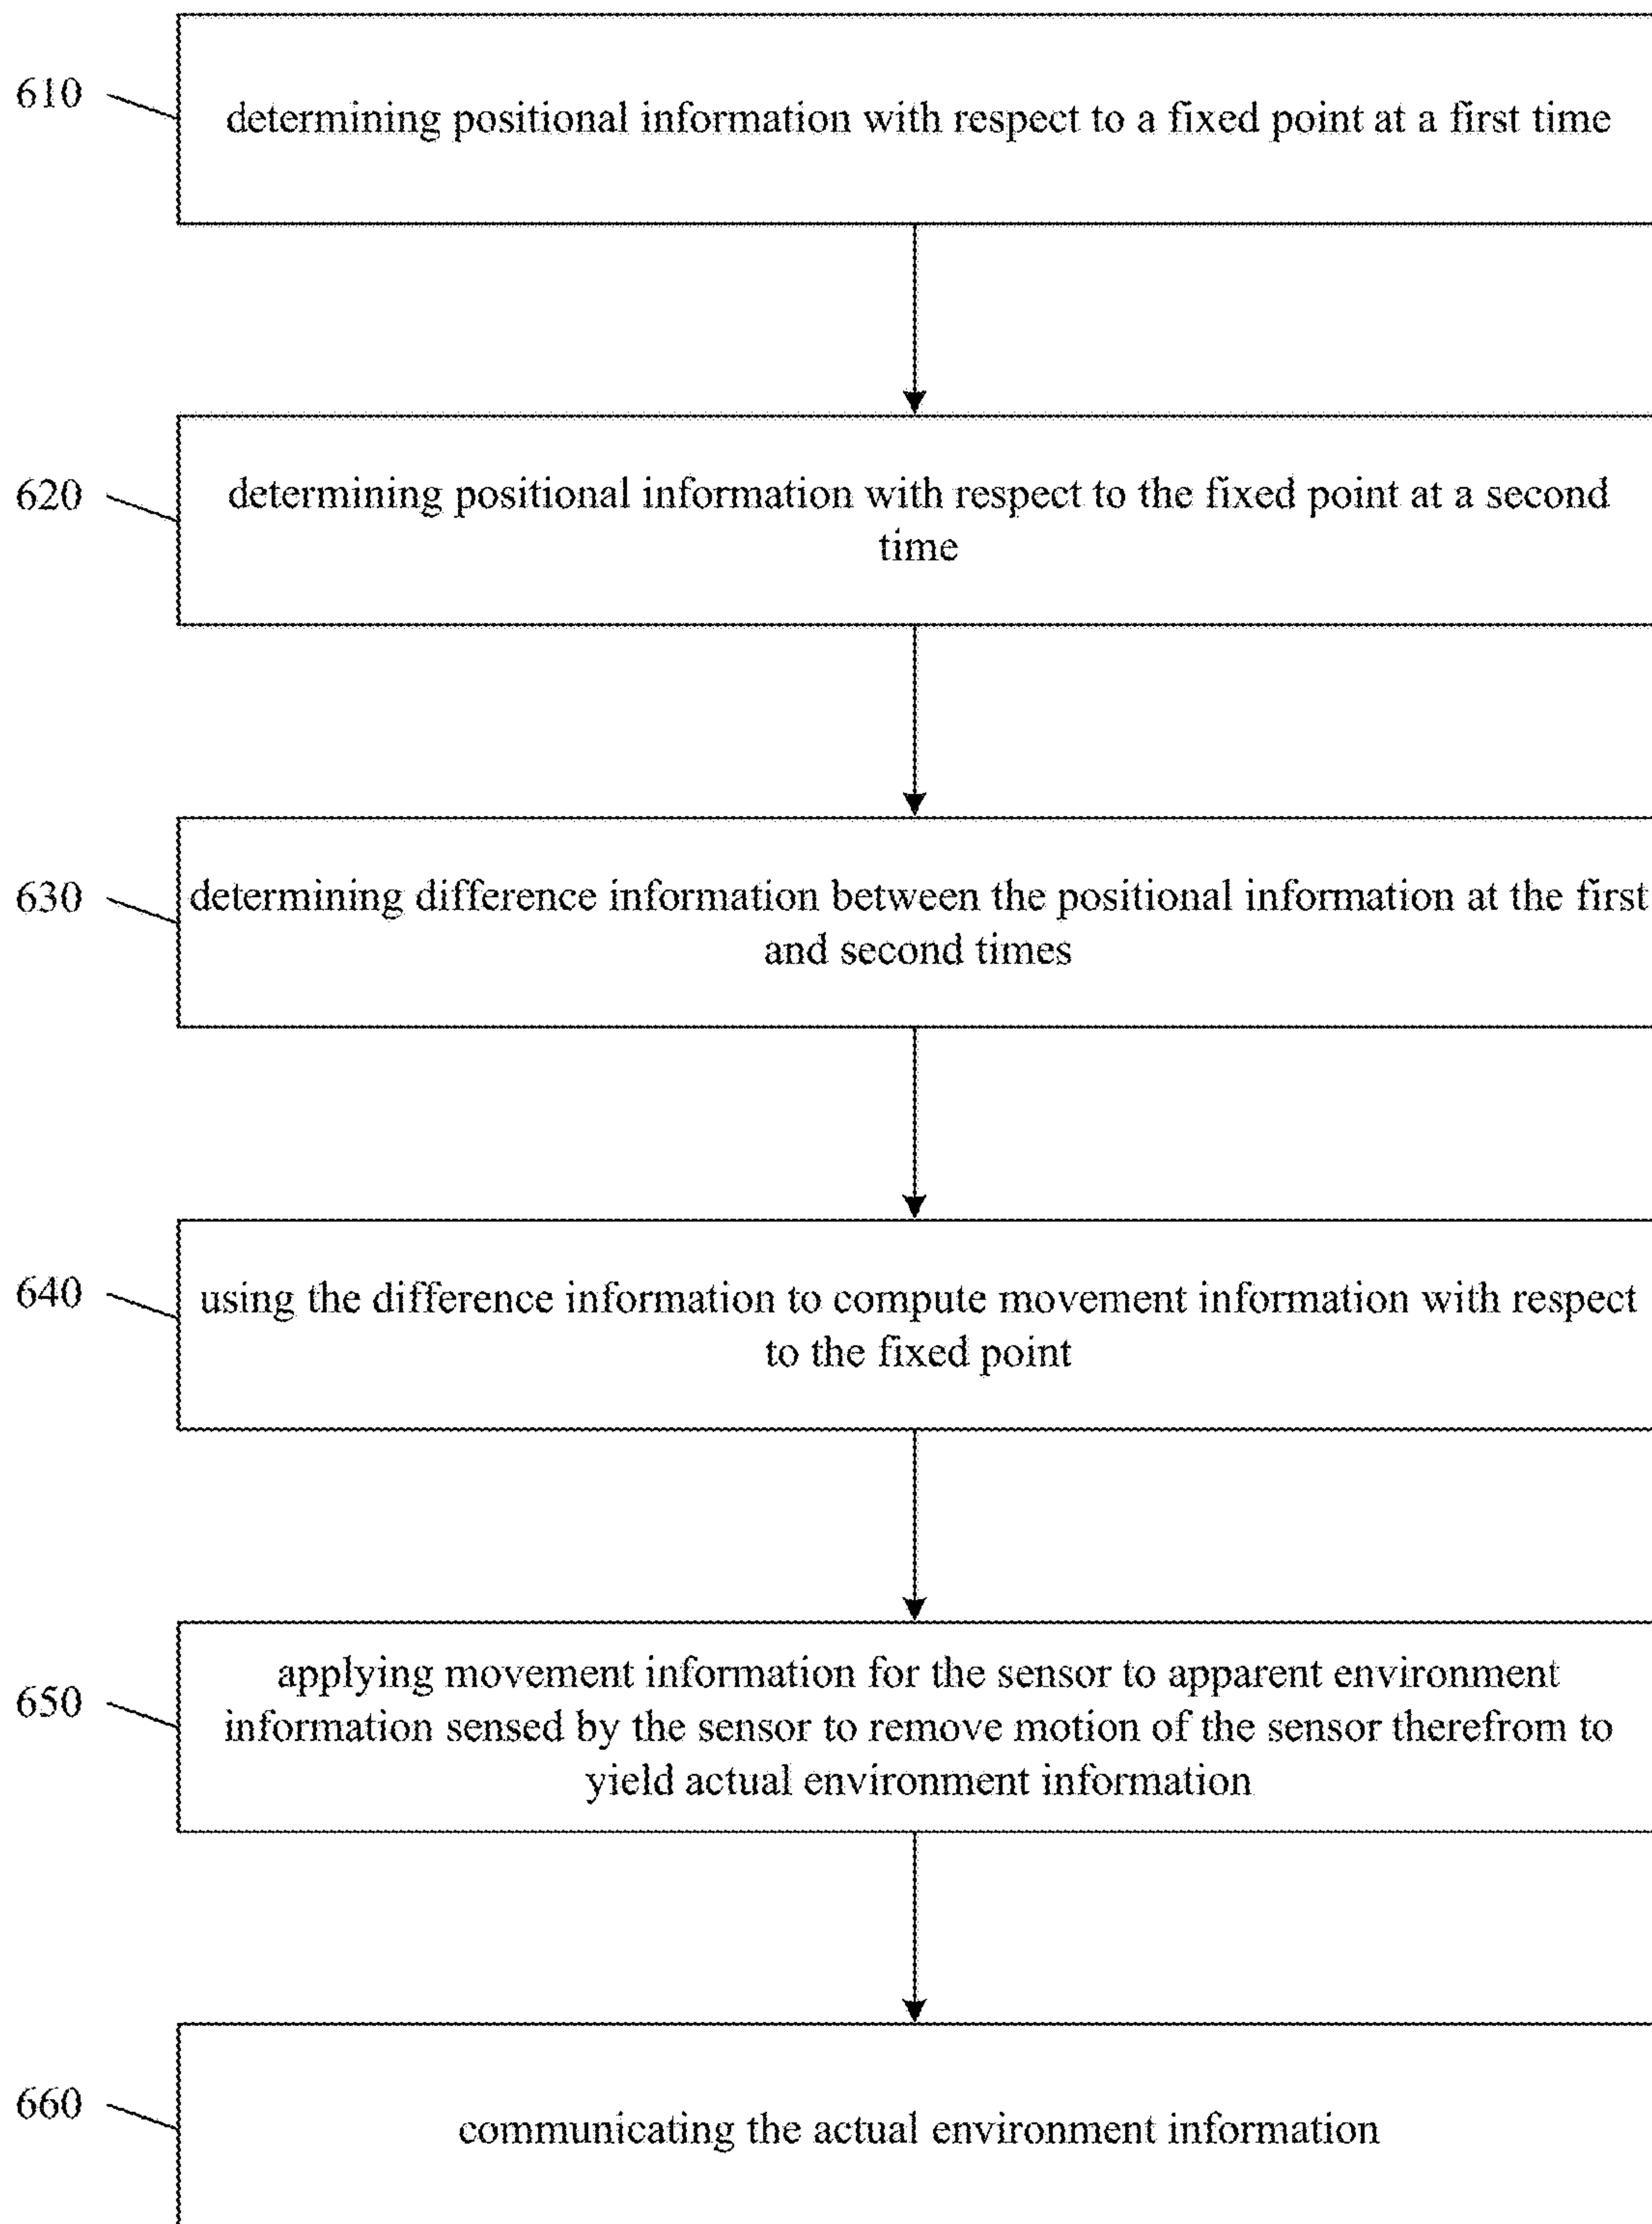 610
determining positional information with respect to a fixed point at a first time
620
determining positional information with respect to the fixed point at a second
time
630
determining difference information between the positional information at the first
and second times
640
using the difference information to compute movement information with respect
to the fixed point
650
applying movement information for the sensor to apparent environment
information sensed by the sensor to remove motion of the sensor therefrom to
yield actual environment information
660
communicating the actual environment information